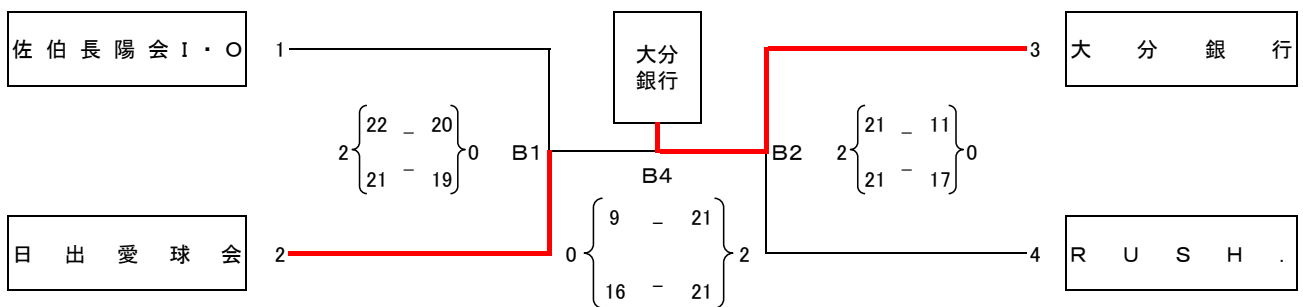 佐伯長陽会I・O 1
大分
銀行
3 大分銀行
22 - 20
2 0
21 - 19
B1
B2
21 - 11
2 0
21 - 17
B4
9 - 21
0 2
16 - 21
日出愛球会 2
4 RUSH.